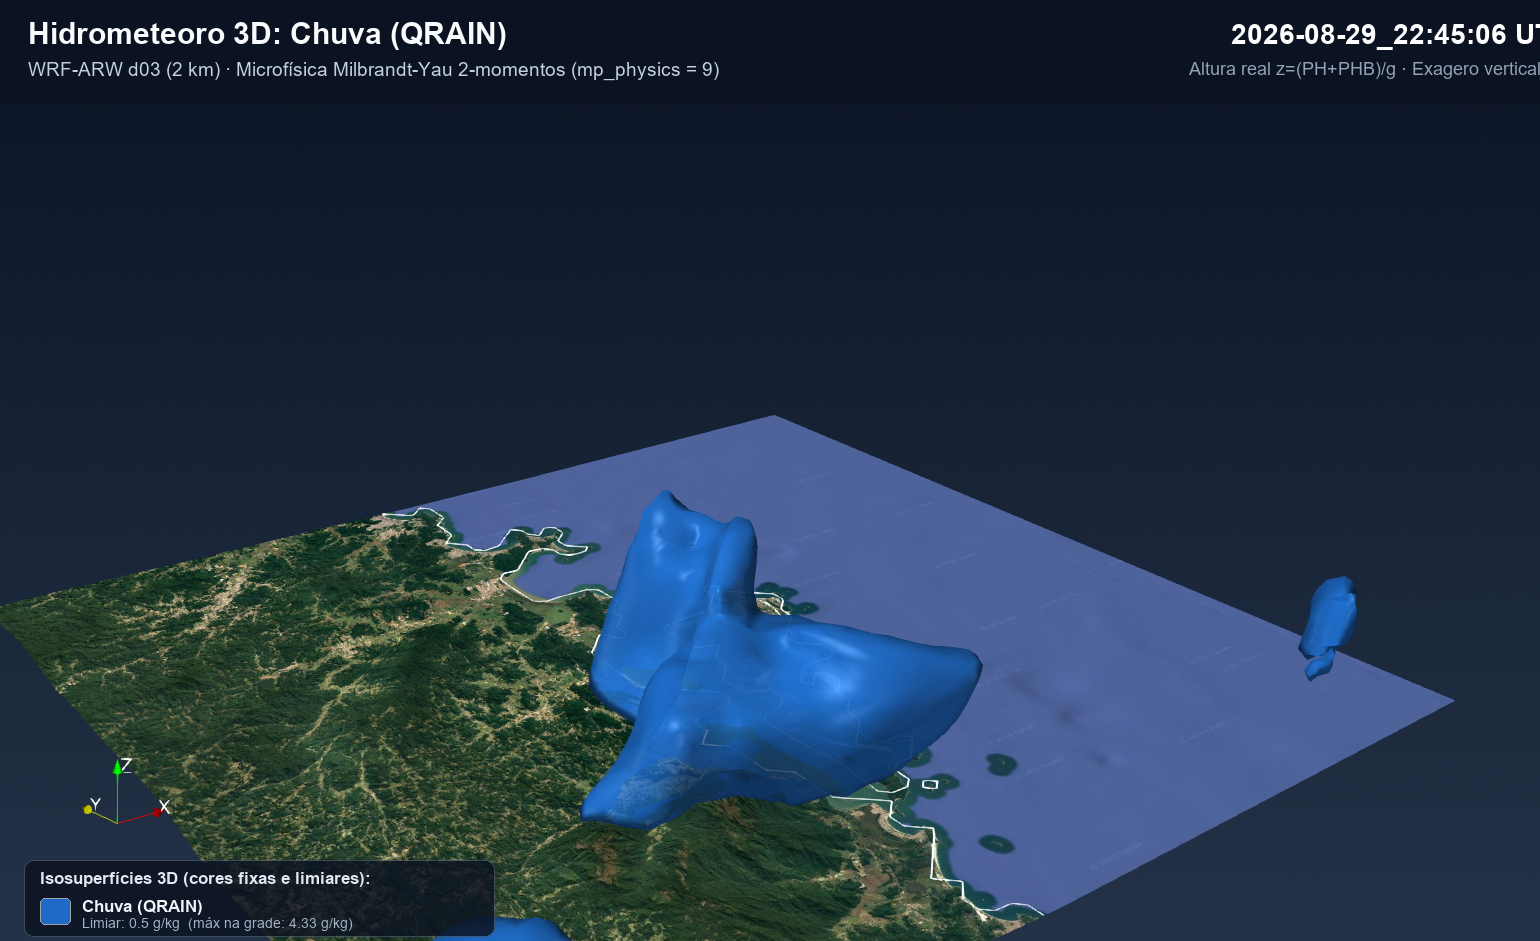 Hidrometeoro 3D: Chuva (QRAIN)
2026-08-29_22:45:06 U
WRF-ARW d03 (2 km) · Microfísica Milbrandt-Yau 2-momentos (mp_physics = 9)
Altura real z=(PH+PHB)/g · Exagero vertical
Z
Y
X
Isosuperfícies 3D (cores fixas e limiares):
Chuva (QRAIN)
Limiar: 0.5 g/kg (máx na grade: 4.33 g/kg)